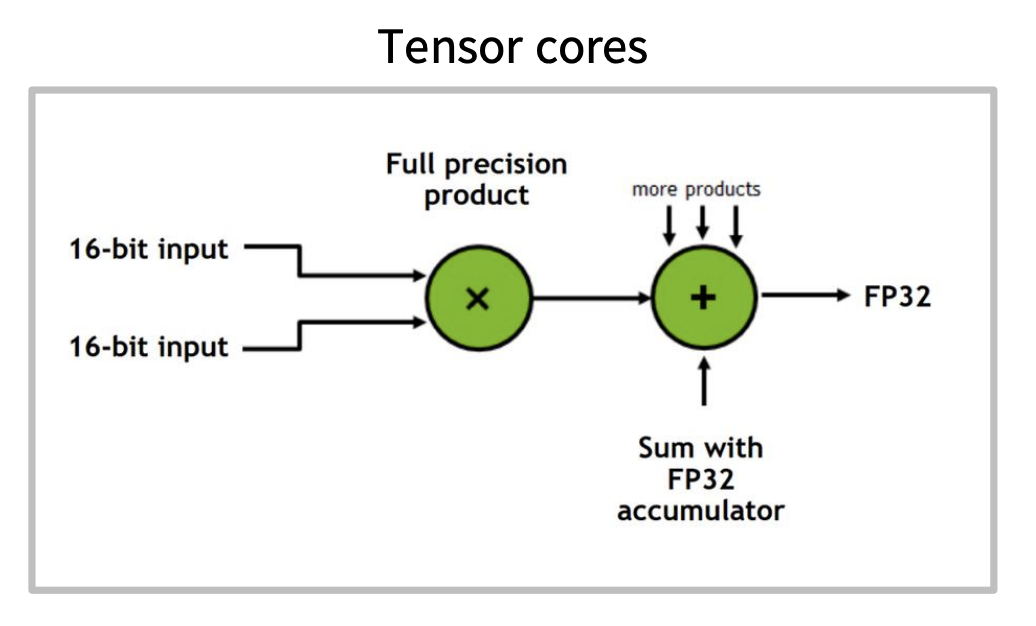 Tensor cores
Full precision
product
more products
16-bit input
×
+
FP32
16-bit input
Sum with
FP32
accumulator